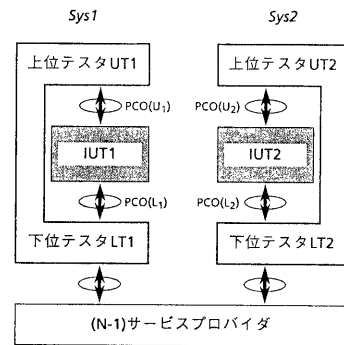 Sys1
Sys2
上位テスタUT1
上位テスタUT2
PCO(U1)
PCO(U2)
IUT1
IUT2
PCO(L1)
PCO(L2)
下位テスタLT1
下位テスタLT2
(N-1)サービスプロバイダ